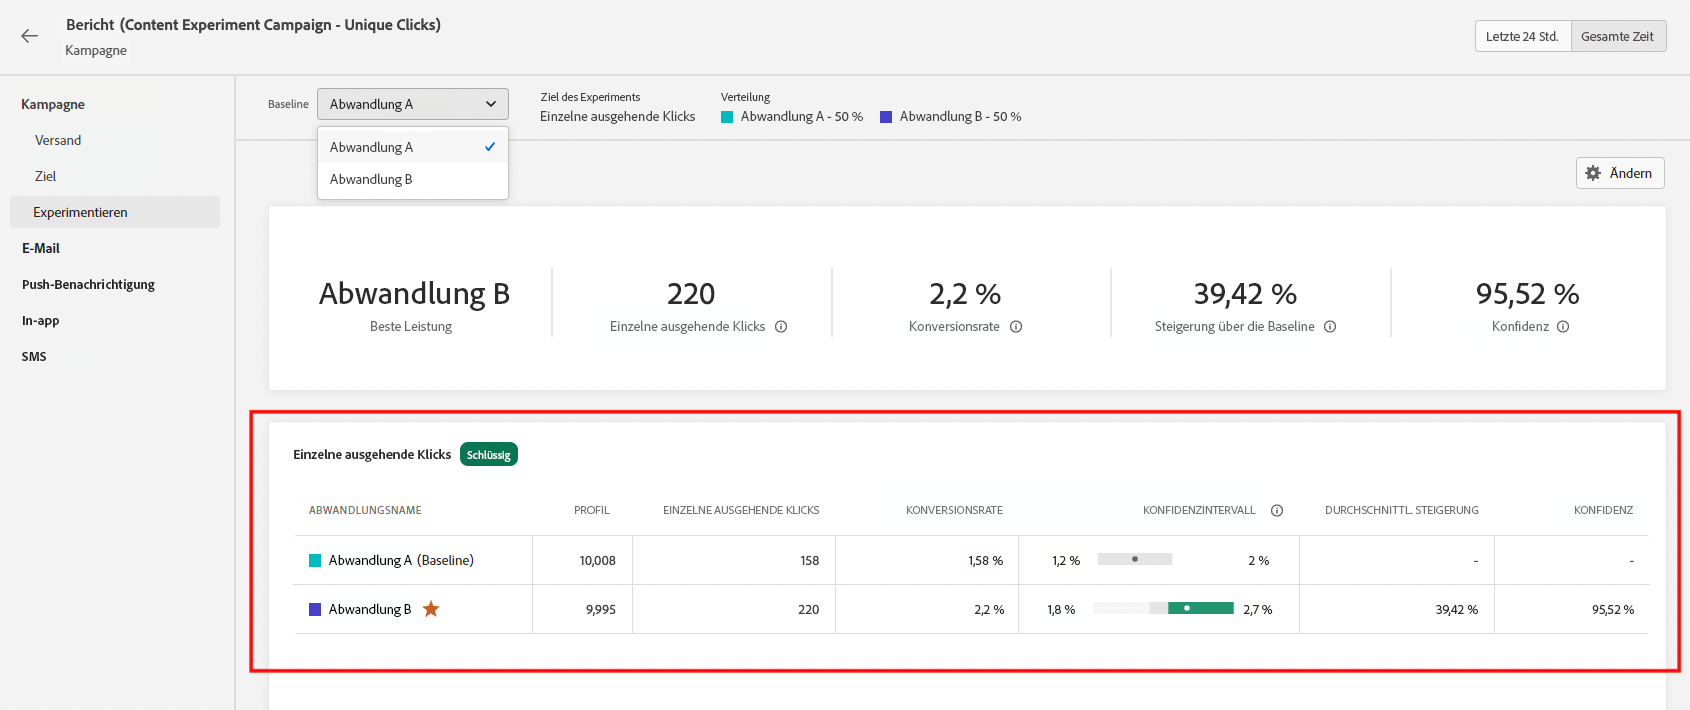 Bericht (Content Experiment Campaign - Unique Clicks)
Kampagne
Letzte 24 Std.
Gesamte Zeit
Kampagne
Versand
Ziel
Experimentieren
E-Mail
Push-Benachrichtigung
In-app
SMS
Baseline
Abwandlung A
Abwandlung A
Abwandlung B
Ziel des Experiments
Einzelne ausgehende Klicks
Verteilung
Abwandlung A - 50 %
Abwandlung B - 50 %
Ändern
Abwandlung B
Beste Leistung
220
Einzelne ausgehende Klicks
2,2 %
Konversionsrate
39,42 %
Steigerung über die Baseline
95,52 %
Konfidenz
Einzelne ausgehende Klicks Schlüssig
ABWANDLUNGSNAME PROFIL EINZELNE AUSGEHENDE KLICKS KONVERSIONSRATE KONFIDENZINTERVALL DURCHSCHNITTL. STEIGERUNG KONFIDENZ
Abwandlung A (Baseline) 10,008 158 1,58 % 1,2 % 2 % - -
Abwandlung B 9,995 220 2,2 % 1,8 % 2,7 % 39,42 % 95,52 %